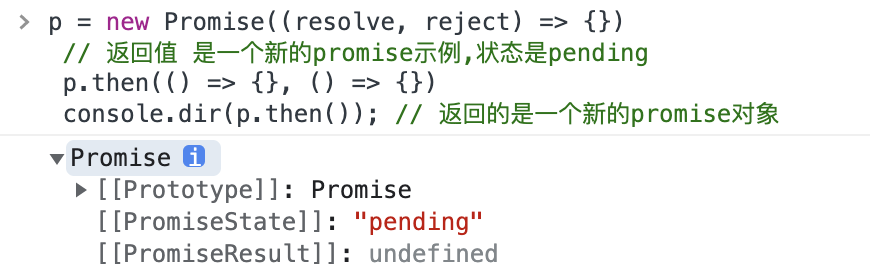 > p = new Promise((resolve, reject) => {})
// 返回值 是一个新的promise示例,状态是pending
p.then(() => {}, () => {})
console.dir(p.then()); // 返回的是一个新的promise对象
▼Promise i
▶[[Prototype]]: Promise
[[PromiseState]]: "pending"
[[PromiseResult]]: undefined